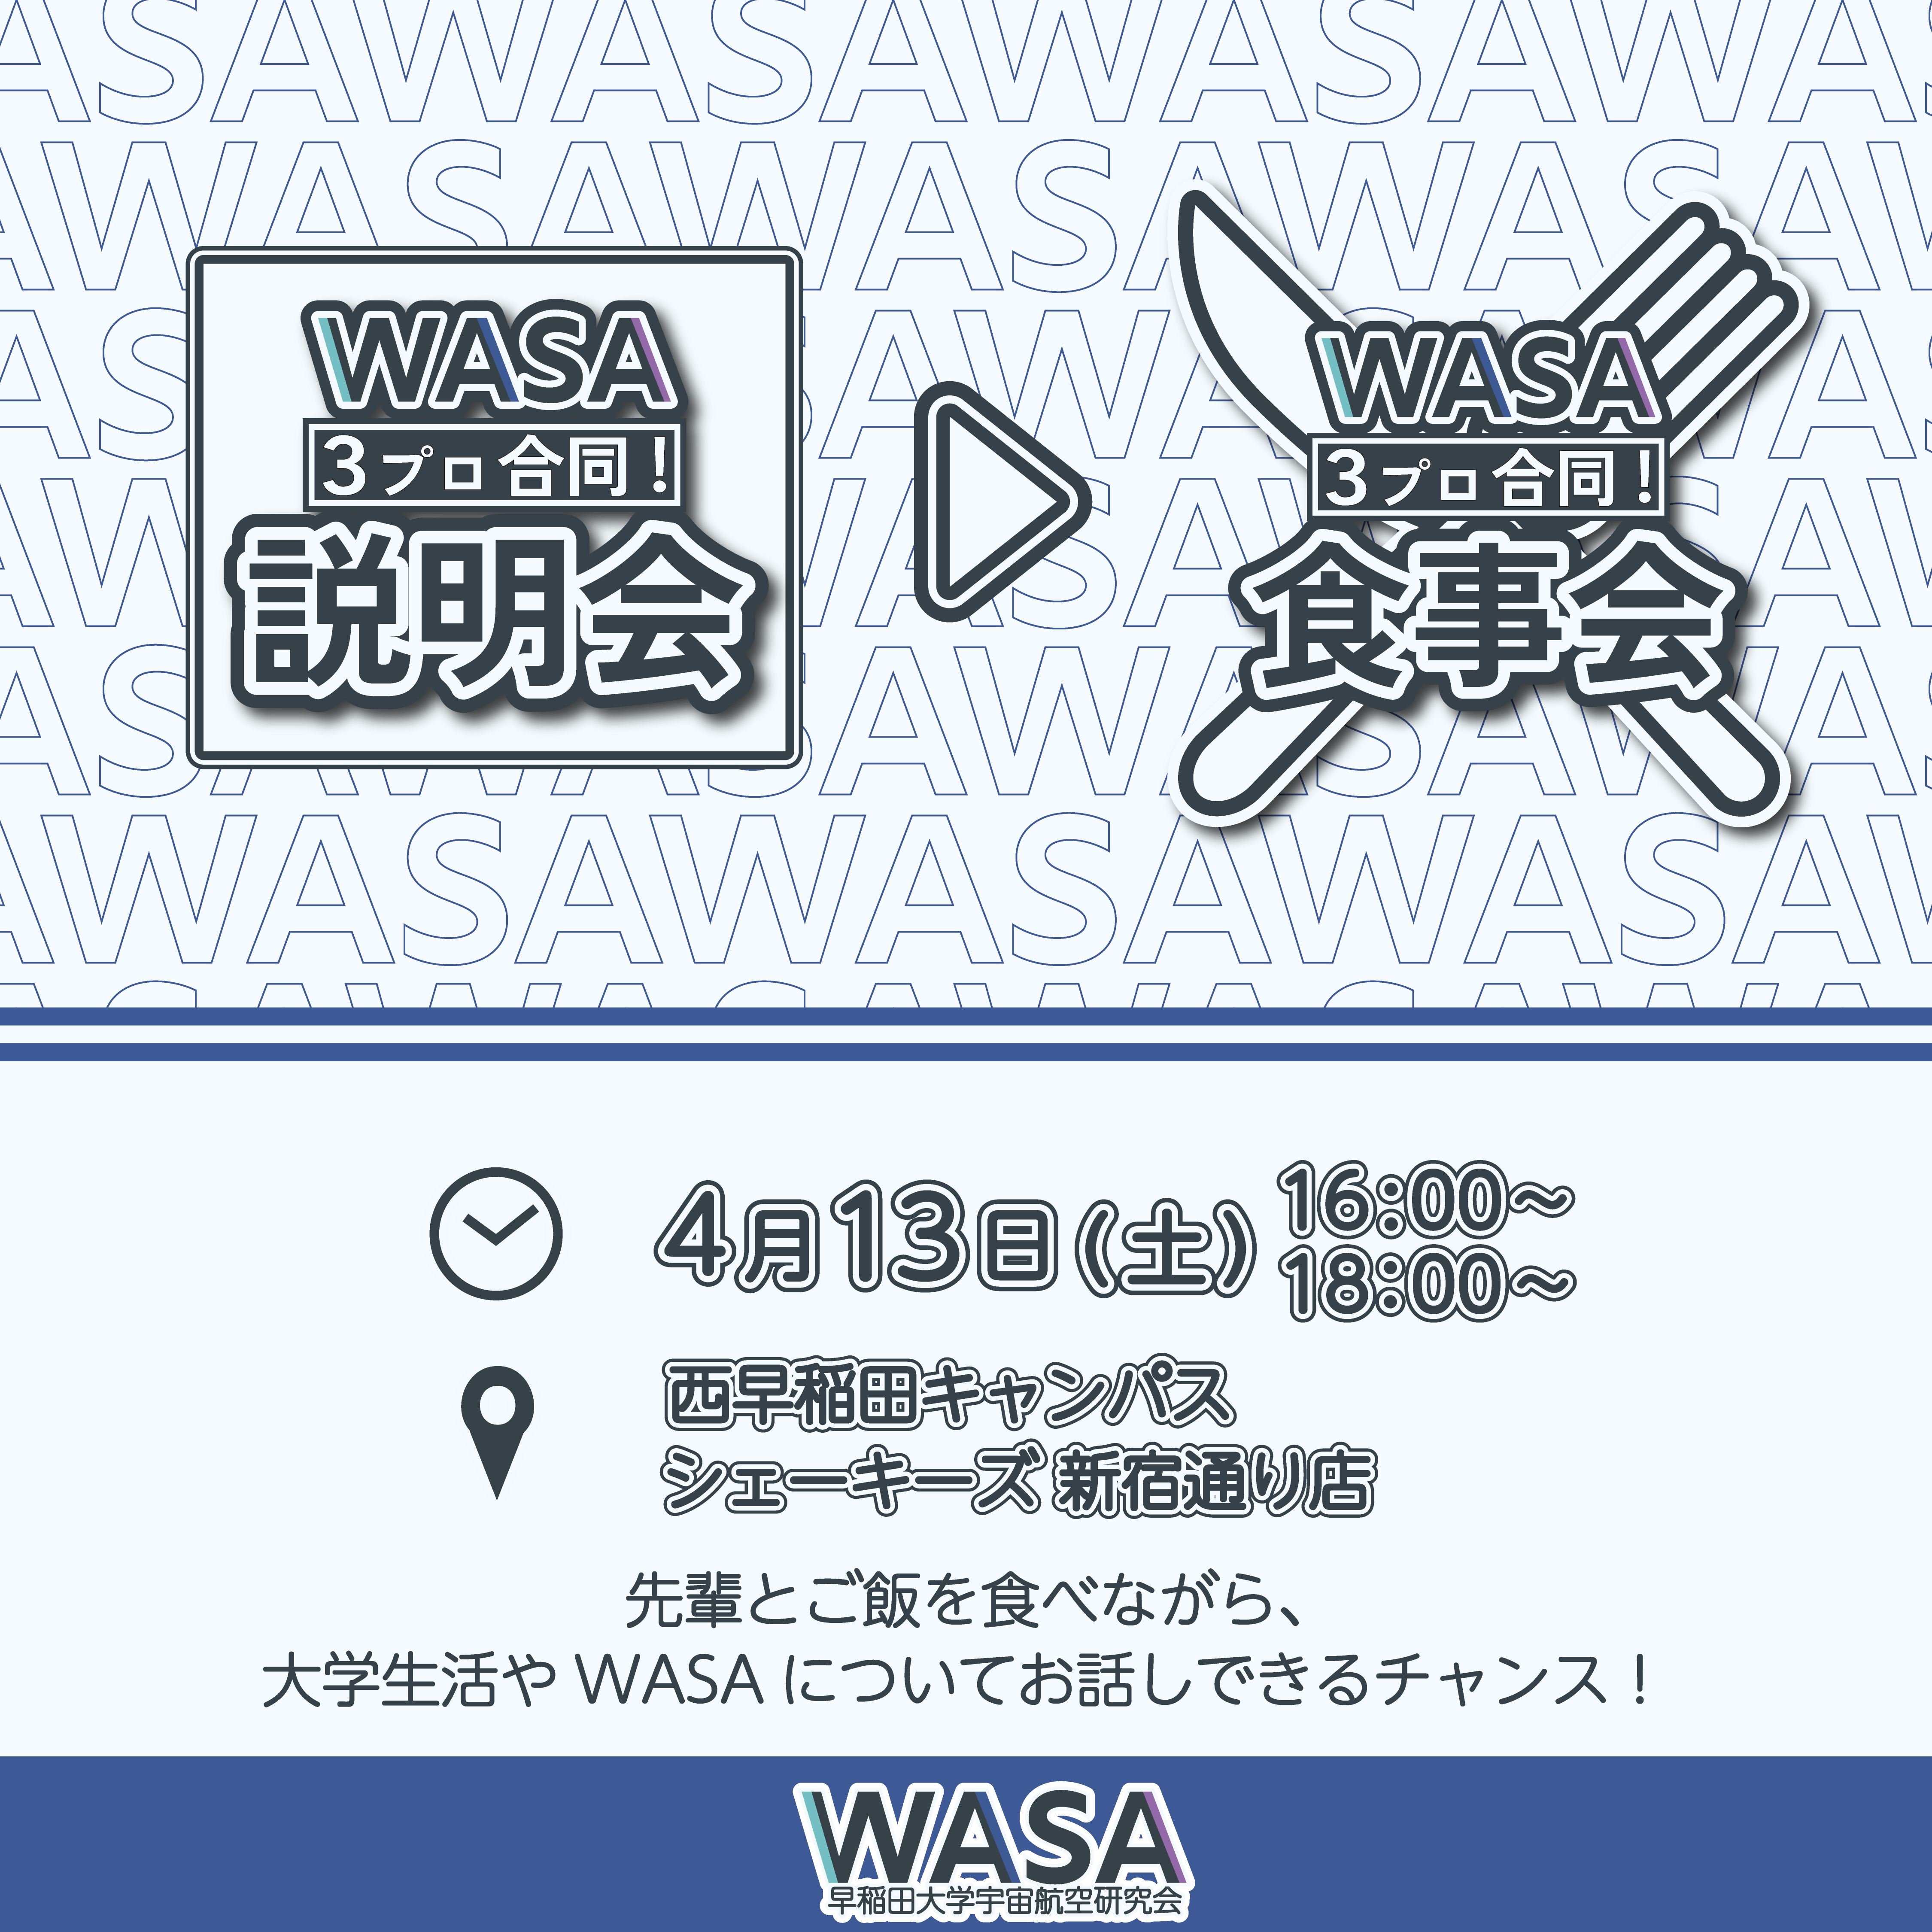 WASA
3プロ合同！
説明会
WASA
3プロ合同！
食事会
4月13日(土)
16:00～
18:00～
西早稲田キャンパス
シェーキーズ 新宿通り店
先輩とご飯を食べながら、
大学生活や WASA についてお話しできるチャンス！
WASA
早稲田大学宇宙航空研究会